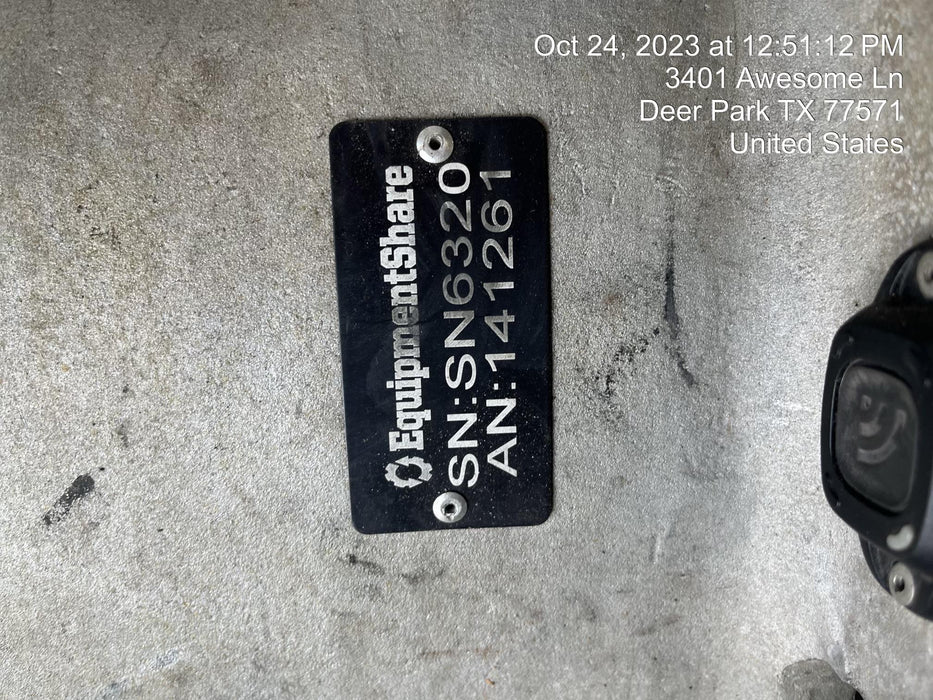 Oct 24, 2023 at 12:51:12 PM
3401 Awesome Ln
Deer Park TX 77571
United States
EquipmentShare
SN:SN6320
AN:141261